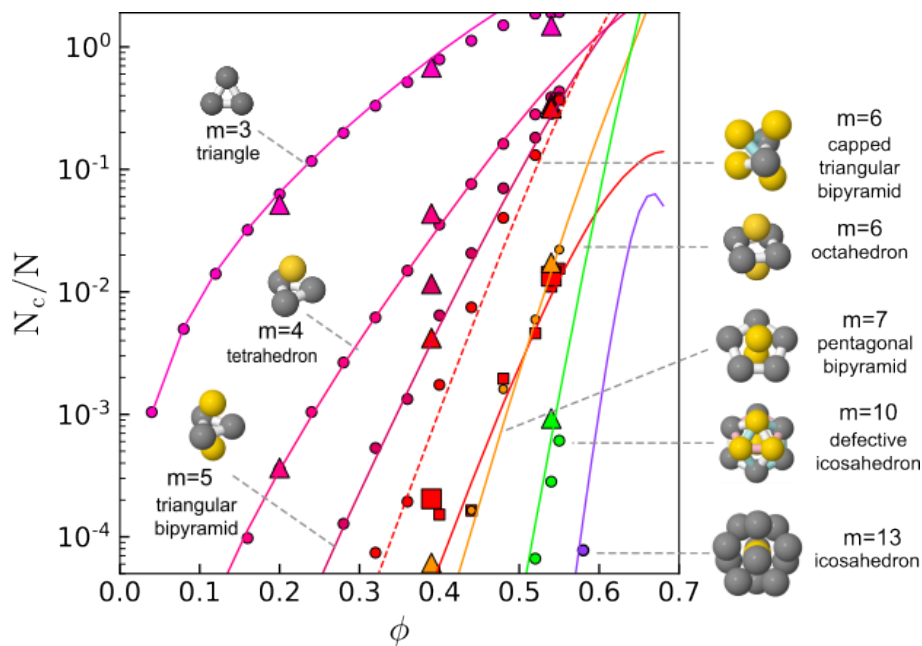 N_c/N
10^0
10^-1
10^-2
10^-3
10^-4
0.0
0.1
0.2
0.3
0.4
0.5
0.6
0.7
ϕ
m=3
triangle
m=4
tetrahedron
m=5
triangular
bipyramid
m=6
capped
triangular
bipyramid
m=6
octahedron
m=7
pentagonal
bipyramid
m=10
defective
icosahedron
m=13
icosahedron